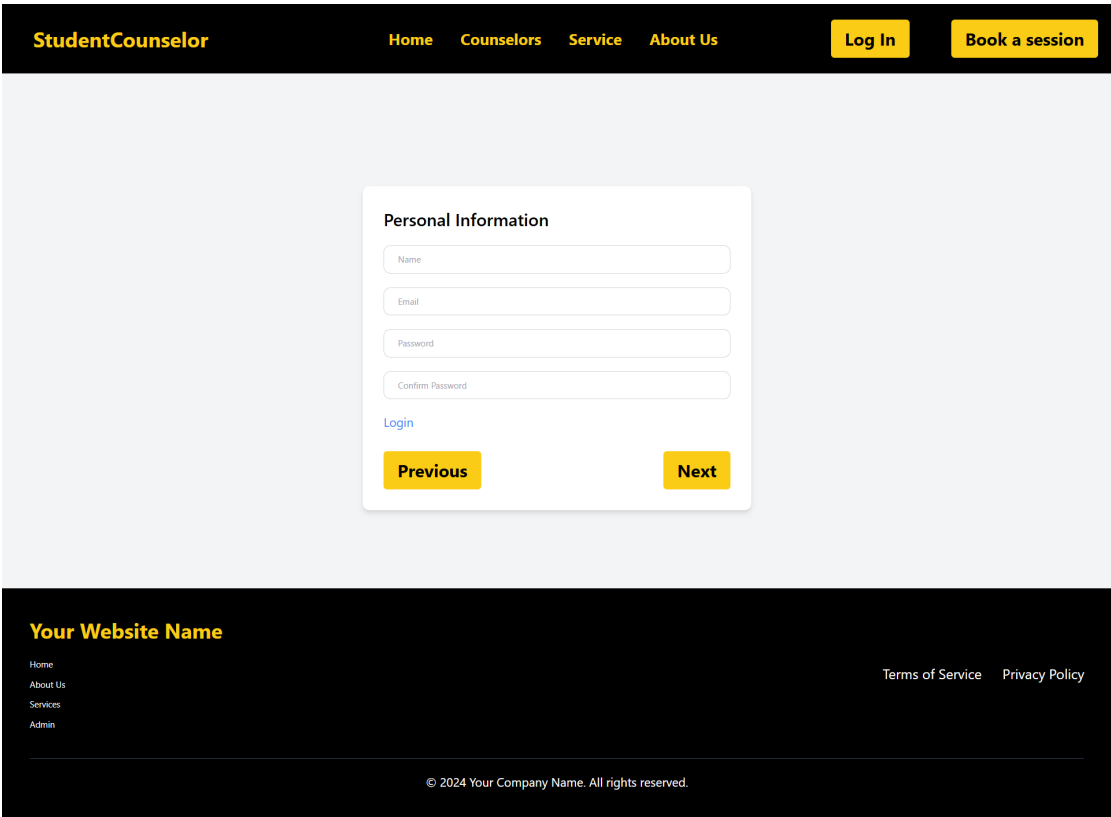 StudentCounselor Home Counselors Service About Us Log In Book a session
Personal Information
Name
Email
Password
Confirm Password
Login
Previous Next
Your Website Name
Home
About Us
Services
Admin
Terms of Service Privacy Policy
© 2024 Your Company Name. All rights reserved.